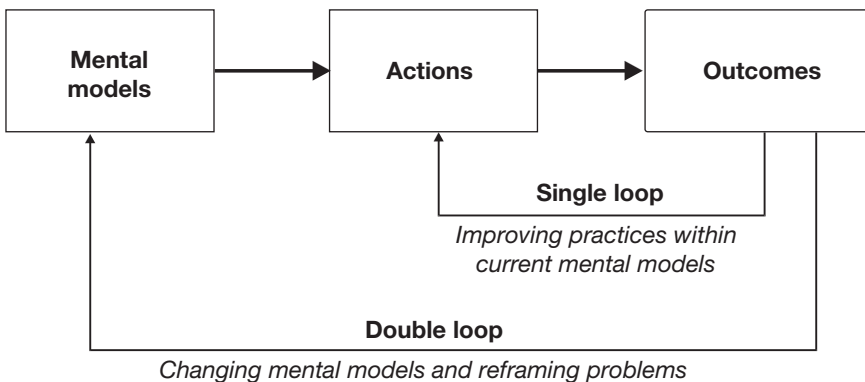 Mental
models
Actions
Outcomes
Single loop
Improving practices within
current mental models
Double loop
Changing mental models and reframing problems